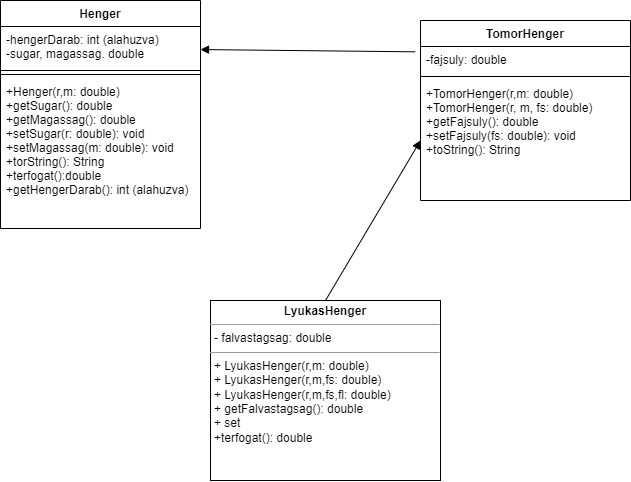 Henger
-hengerDarab: int (alahuzva)
-sugar, magassag. double
+Henger(r,m: double)
+getSugar(): double
+getMagassag(): double
+setSugar(r: double): void
+setMagassag(m: double): void
+torString(): String
+terfogat():double
+getHengerDarab(): int (alahuzva)
TomorHenger
-fajsuly: double
+TomorHenger(r,m: double)
+TomorHenger(r, m, fs: double)
+getFajsuly(): double
+setFajsuly(fs: double): void
+toString(): String
LyukasHenger
- falvastagsag: double
+ LyukasHenger(r,m: double)
+ LyukasHenger(r,m,fs: double)
+ LyukasHenger(r,m,fs,fl: double)
+ getFalvastagsag(): double
+ set
+terfogat(): double